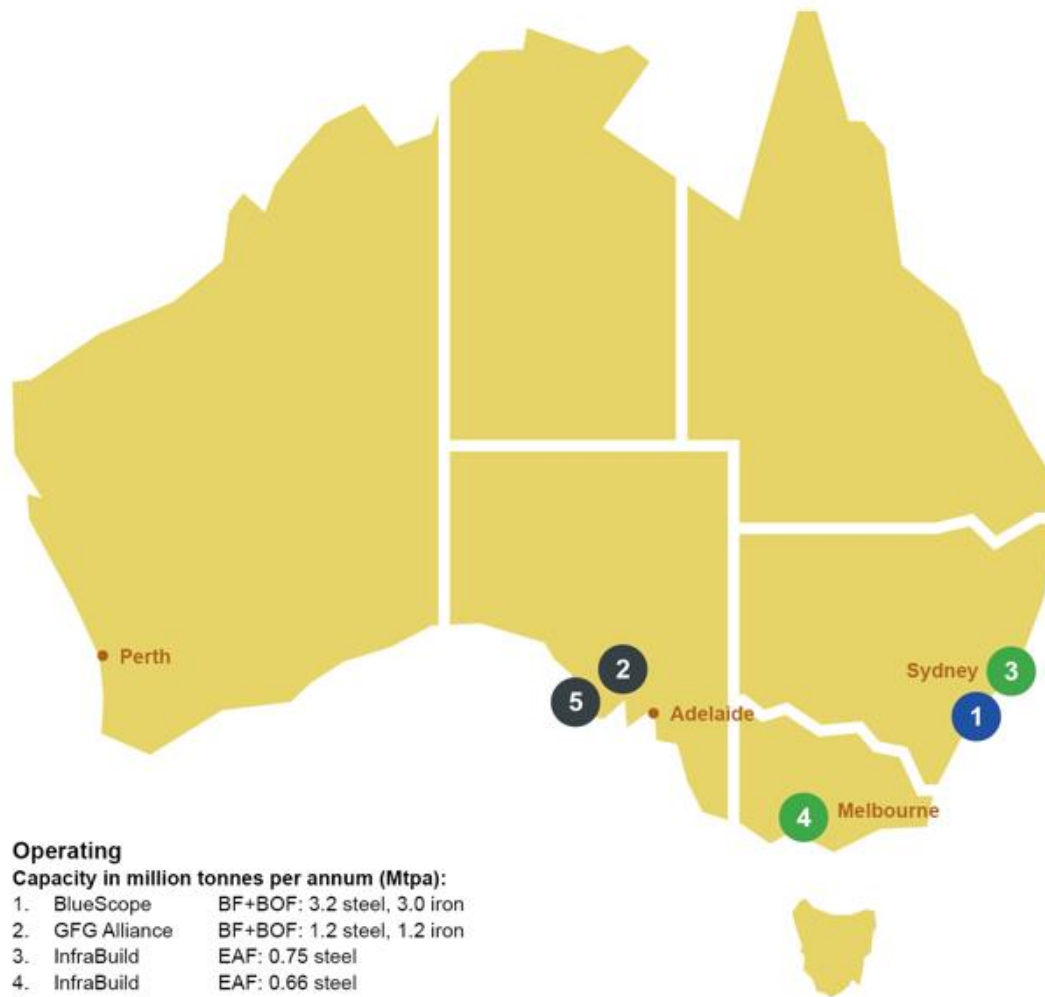 Perth
2
5
Adelaide
Sydney
3
1
4
Melbourne
Operating
Capacity in million tonnes per annum (Mtpa):
1. BlueScope BF+BOF: 3.2 steel, 3.0 iron
2. GFG Alliance BF+BOF: 1.2 steel, 1.2 iron
3. InfraBuild EAF: 0.75 steel
4. InfraBuild EAF: 0.66 steel